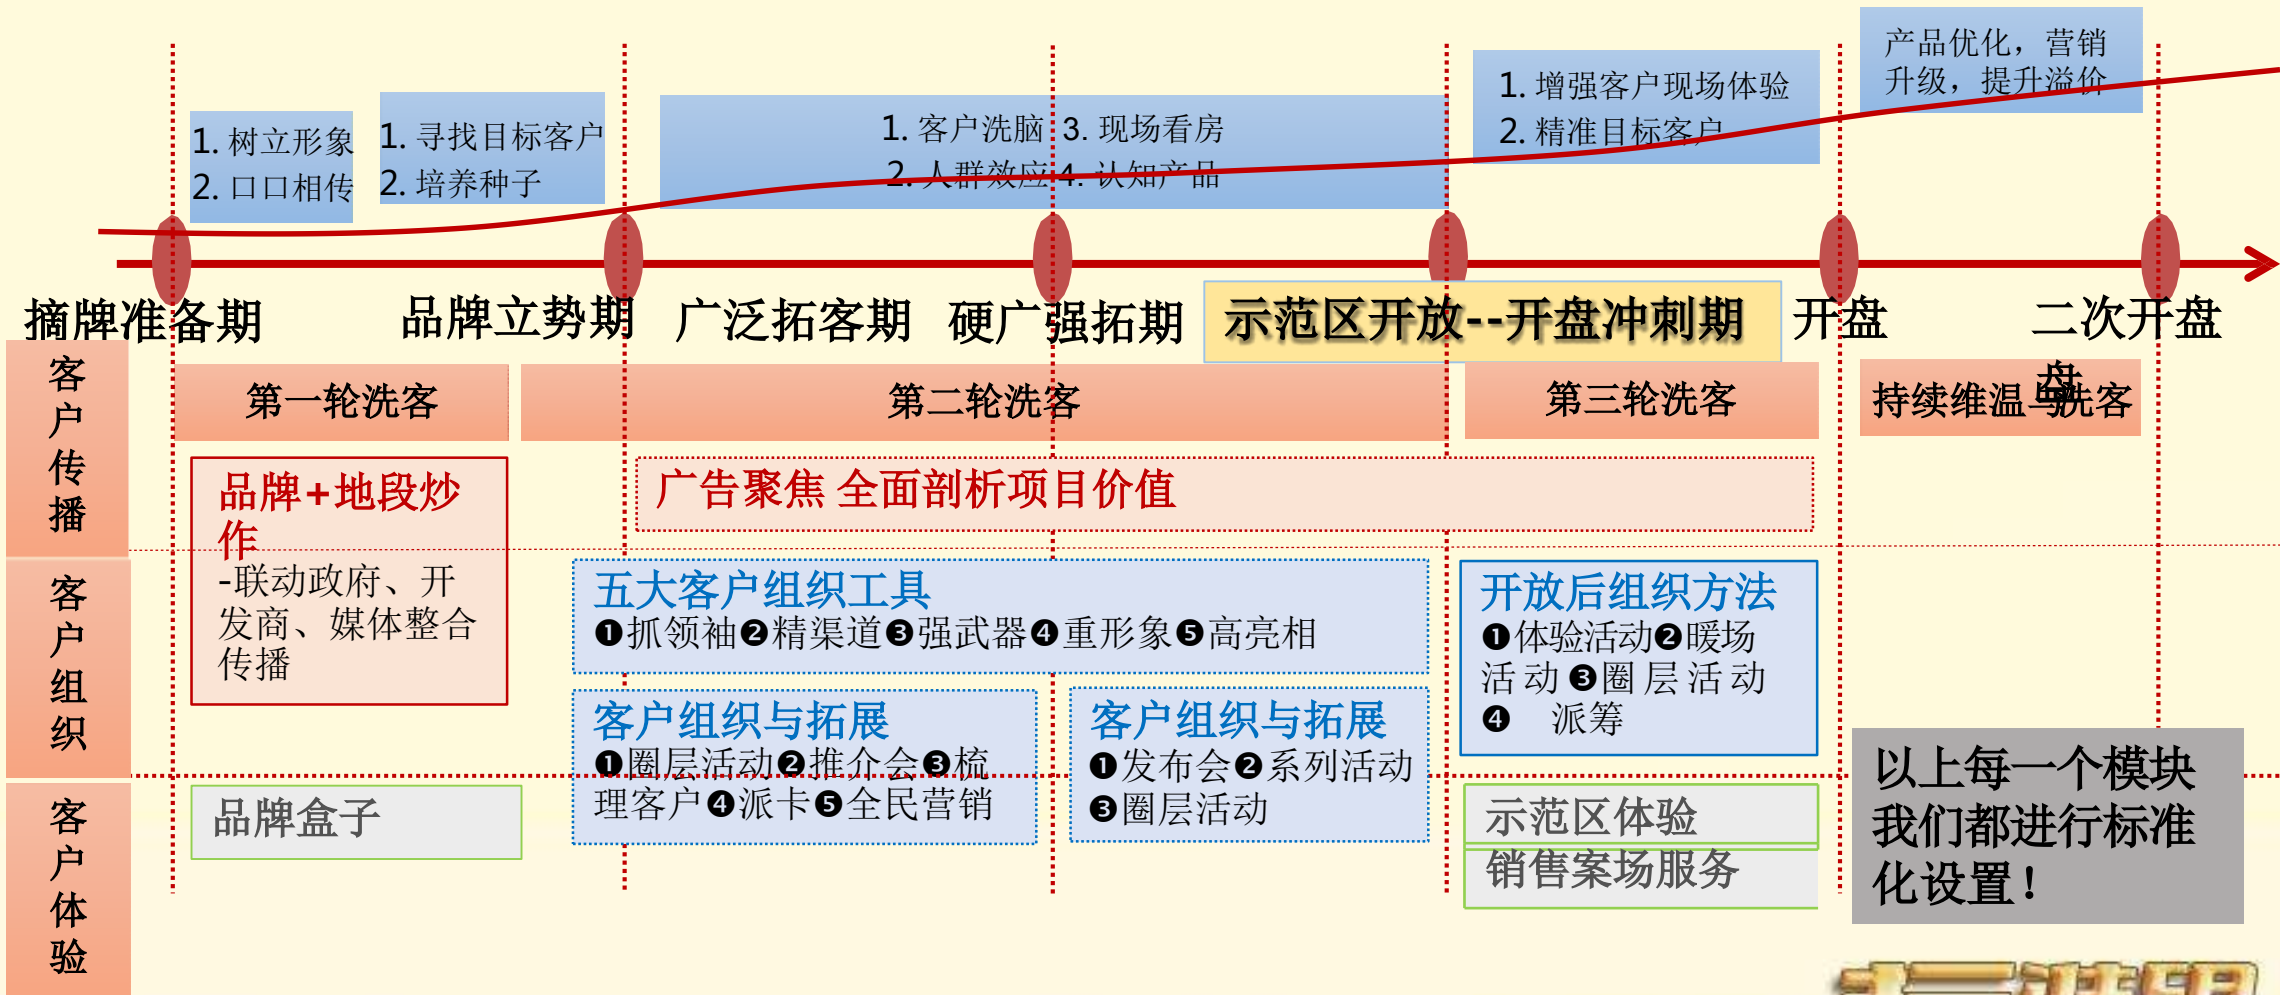 1. 树立形象
2. 口口相传
1. 寻找目标客户
2. 培养种子
1. 客户洗脑 3. 现场看房
2. 人群效应 4. 认知产品
1. 增强客户现场体验
2. 精准目标客户
产品优化，营销
升级，提升溢价
摘牌准备期
品牌立势期
广泛拓客期
硬广强拓期
示范区开放--开盘冲刺期
开盘
二次开盘
盘
客户传播
第一轮洗客
第二轮洗客
第三轮洗客
持续维温与洗客
品牌+地段炒
作
-联动政府、开
发商、媒体整合
传播
广告聚焦 全面剖析项目价值
客户组织
五大客户组织工具
❶抓领袖❷精渠道❸强武器❹重形象❺高亮相
客户组织与拓展
❶圈层活动❷推介会❸梳
理客户❹派卡❺全民营销
客户组织与拓展
❶发布会❷系列活动
❸圈层活动
开放后组织方法
❶体验活动❷暖场
活动❸圈层活动
❹ 派筹
客户体验
品牌盒子
示范区体验
销售案场服务
以上每一个模块
我们都进行标准
化设置！